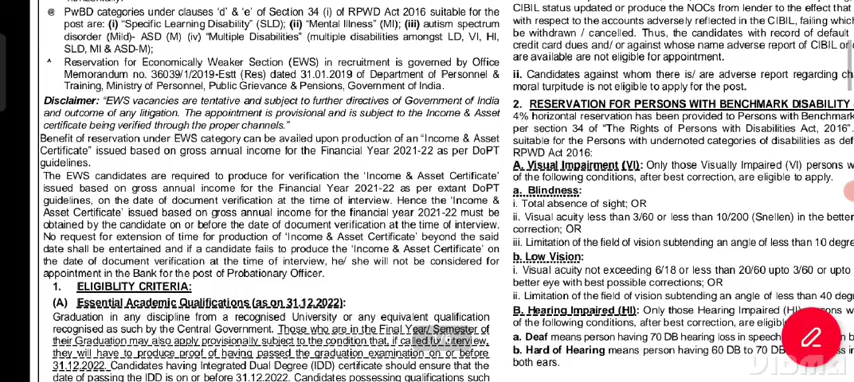 @ PwBD categories under clauses 'd' & 'e' of Section 34 (i) of RPWD Act 2016 suitable for the
post are: (i) "Specific Learning Disability" (SLD); (ii) "Mental Illness" (MI); (iii) autism spectrum
disorder (Mild)- ASD (M) (iv) "Multiple Disabilities" (multiple disabilities amongst LD, VI, HI,
SLD, MI & ASD-M);
^ Reservation for Economically Weaker Section (EWS) in recruitment is governed by Office
Memorandum no. 36039/1/2019-Estt (Res) dated 31.01.2019 of Department of Personnel &
Training, Ministry of Personnel, Public Grievance & Pensions, Government of India.
Disclaimer: "EWS vacancies are tentative and subject to further directives of Government of India
and outcome of any litigation. The appointment is provisional and is subject to the Income & Asset
certificate being verified through the proper channels."
Benefit of reservation under EWS category can be availed upon production of an "Income & Asset
Certificate" issued based on gross annual income for the Financial Year 2021-22 as per DoPT
guidelines.
The EWS candidates are required to produce for verification the 'Income & Asset Certificate'
issued based on gross annual income for the Financial Year 2021-22 as per extant DoPT
guidelines, on the date of document verification at the time of interview. Hence the 'Income &
Asset Certificate' issued based on gross annual income for the financial year 2021-22 must be
obtained by the candidate on or before the date of document verification at the time of interview.
No request for extension of time for production of 'Income & Asset Certificate' beyond the said
date shall be entertained and if a candidate fails to produce the 'Income & Asset Certificate' on
the date of document verification at the time of interview, he/ she will not be considered for
appointment in the Bank for the post of Probationary Officer.
1. ELIGIBILITY CRITERIA:
(A) Essential Academic Qualifications (as on 31.12.2022):
Graduation in any discipline from a recognised University or any equivalent qualification
recognised as such by the Central Government. Those who are in the Final Year/ Semester of
their Graduation may also apply provisionally subject to the condition that, if called for interview,
they will have to produce proof of having passed the graduation examination on or before
31.12.2022. Candidates having Integrated Dual Degree (IDD) certificate should ensure that the
date of passing the IDD is on or before 31.12.2022. Candidates possessing qualifications such
CIBIL status updated or produce the NOCs from lender to the effect that
with respect to the accounts adversely reflected in the CIBIL, failing which
be withdrawn / cancelled. Thus, the candidates with record of default
credit card dues and/ or against whose name adverse report of CIBIL or
are available are not eligible for appointment.
ii. Candidates against whom there is/ are adverse report regarding
moral turpitude is not eligible to apply for the post.
2. RESERVATION FOR PERSONS WITH BENCHMARK DISABILITY
4% horizontal reservation has been provided to Persons with Benchmark
per section 34 of "The Rights of Persons with Disabilities Act, 2016".
suitable for the Persons with undernoted categories of disabilities as
RPWD Act 2016:
A. Visual Impairment (VI): Only those Visually Impaired (VI) persons
of the following conditions, after best correction, are eligible to apply.
a. Blindness:
i. Total absence of sight; OR
ii. Visual acuity less than 3/60 or less than 10/200 (Snellen) in the better
correction; OR
iii. Limitation of the field of vision subtending an angle of less than 10
b. Low Vision:
i. Visual acuity not exceeding 6/18 or less than 20/60 upto 3/60 or upto
better eye with best possible corrections; OR
ii. Limitation of the field of vision subtending an angle of less than 40
B. Hearing Impaired (HI): Only those Hearing Impaired
of the following conditions, after best correction, are
a. Deaf means person having 70 DB hearing loss in
b. Hard of Hearing means person having 60 DB to 70
both ears.